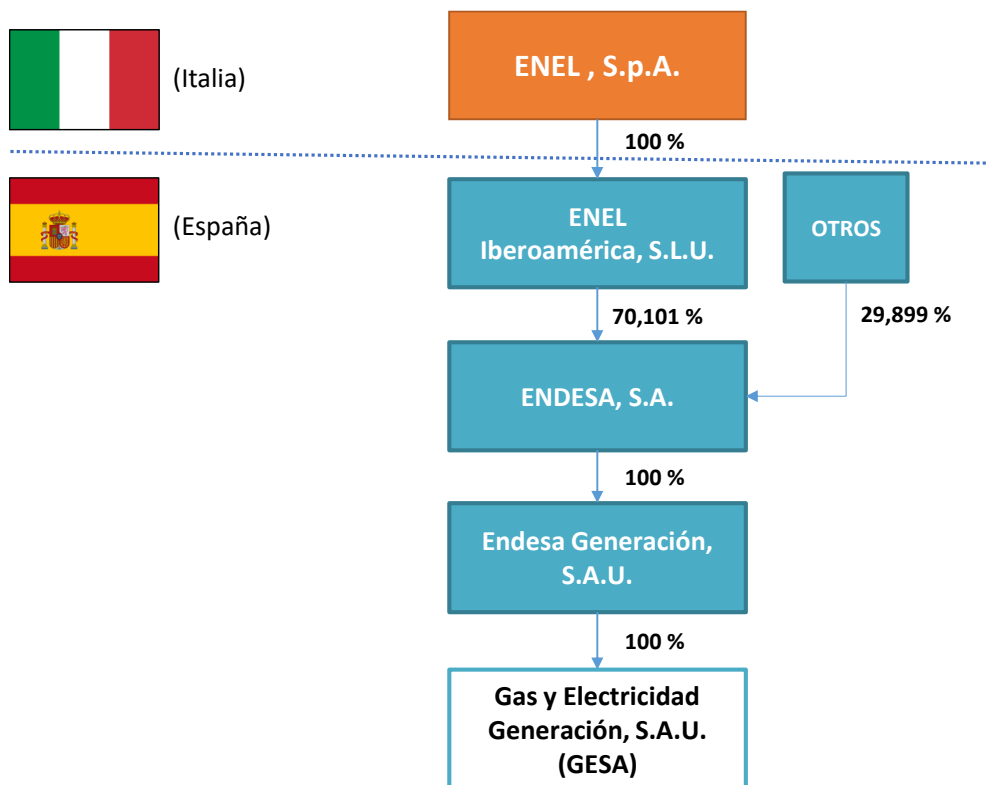 (Italia)
ENEL , S.p.A.
100 %
(España)
ENEL
Iberoamérica, S.L.U.
OTROS
70,101 %
29,899 %
ENDESA, S.A.
100 %
Endesa Generación,
S.A.U.
100 %
Gas y Electricidad
Generación, S.A.U.
(GESA)